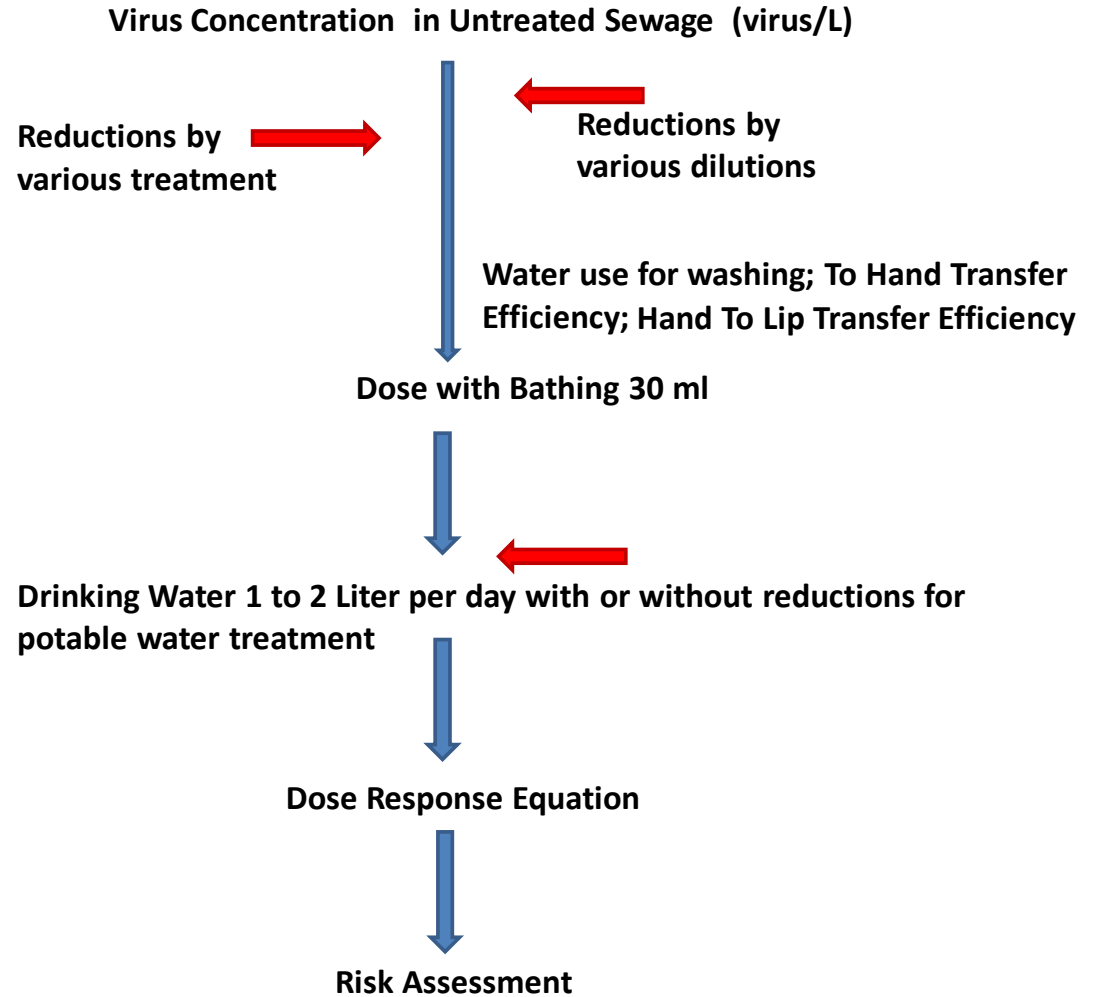 Virus Concentration  in Untreated Sewage  (virus/L)
Reductions by
various treatment
Reductions by
various dilutions
Water use for washing; To Hand Transfer
Efficiency; Hand To Lip Transfer Efficiency
Dose with Bathing 30 ml
Drinking Water 1 to 2 Liter per day with or without reductions for
potable water treatment
Dose Response Equation
Risk Assessment